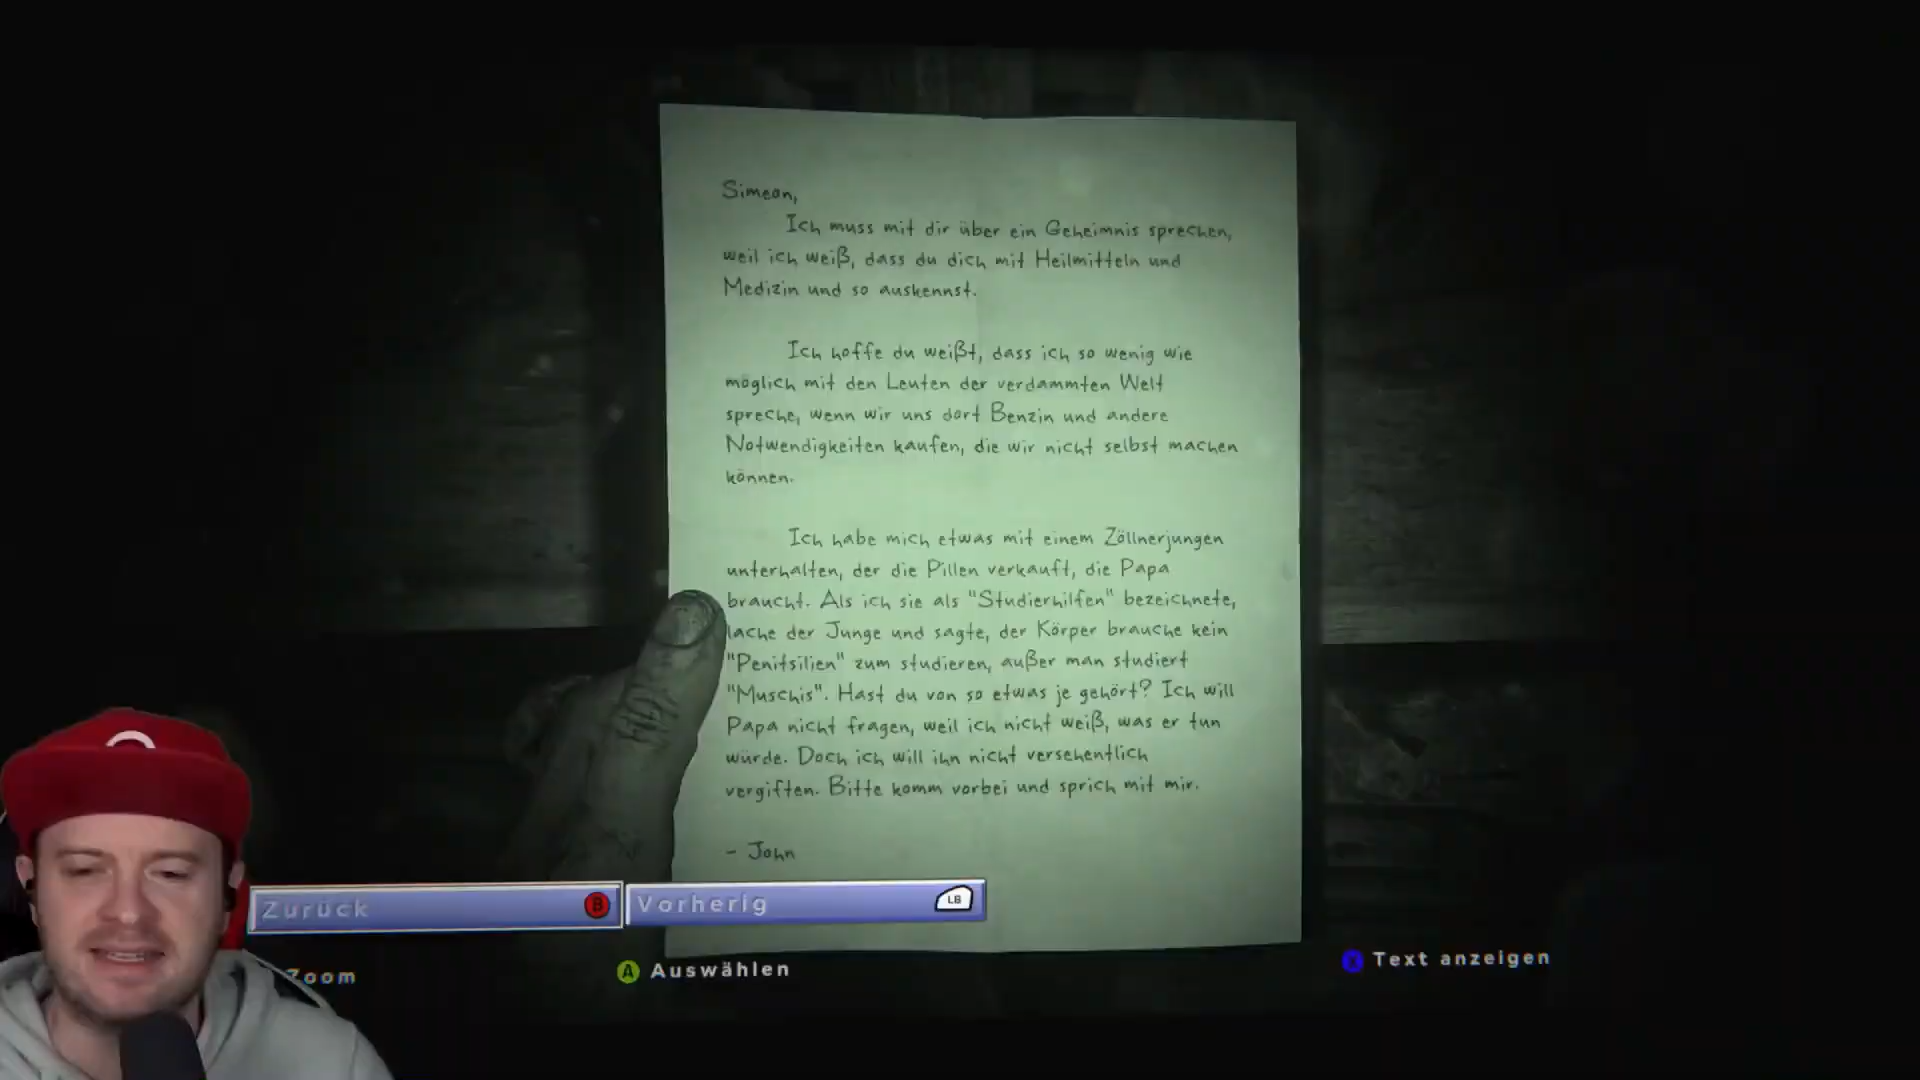 Simeon,
Ich muss mit dir über ein Geheimnis sprechen,
weil ich weiß, dass du dich mit Heilmitteln und
Medizin und so auskennst.
Ich hoffe du weißt, dass ich so wenig wie
möglich mit den Leuten der verdammten Welt
spreche, wenn wir uns dort Benzin und andere
Notwendigkeiten kaufen, die wir nicht selbst machen
können.
Ich habe mich etwas mit einem Zöllnerjungen
unterhalten, der die Pillen verkauft, die Papa
braucht. Als ich sie als "Studierhilfen" bezeichnete,
lache der Junge und sagte, der Körper brauche kein
"Penitsilien" zum studieren, außer man studiert
"Muschis". Hast du von so etwas je gehört? Ich will
Papa nicht fragen, weil ich nicht weiß, was er tun
würde. Doch ich will ihn nicht versehentlich
vergiften. Bitte komm vorbei und sprich mit mir.
- John
Zurück B Vorherig LB
Zoom A Auswählen X Text anzeigen